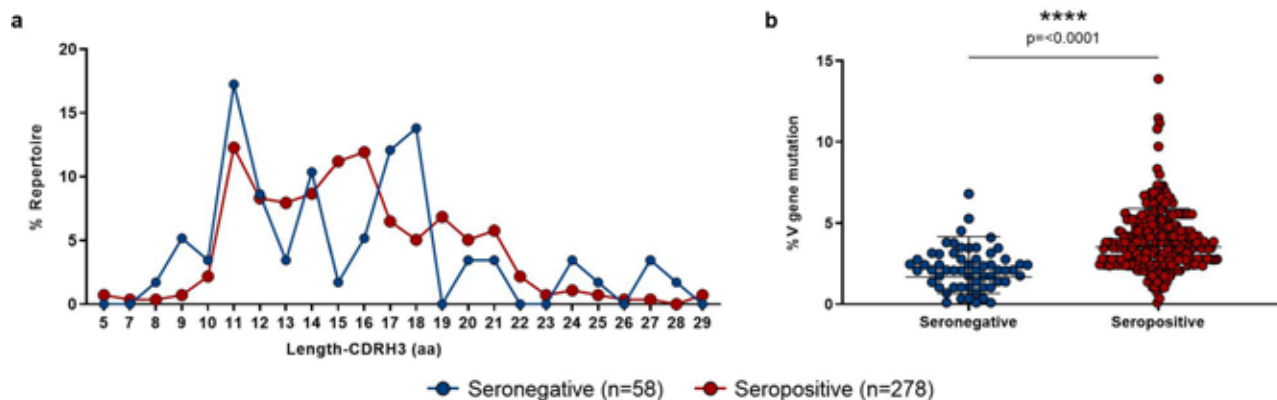 a
b
****
p=<0.0001
20
15
10
5
0
% Repertoire
5 7 8 9 10 11 12 13 14 15 16 17 18 19 20 21 22 23 24 25 26 27 28 29
Length-CDRH3 (aa)
15
10
5
0
% V gene mutation
Seronegative Seropositive
Seronegative (n=58) Seropositive (n=278)